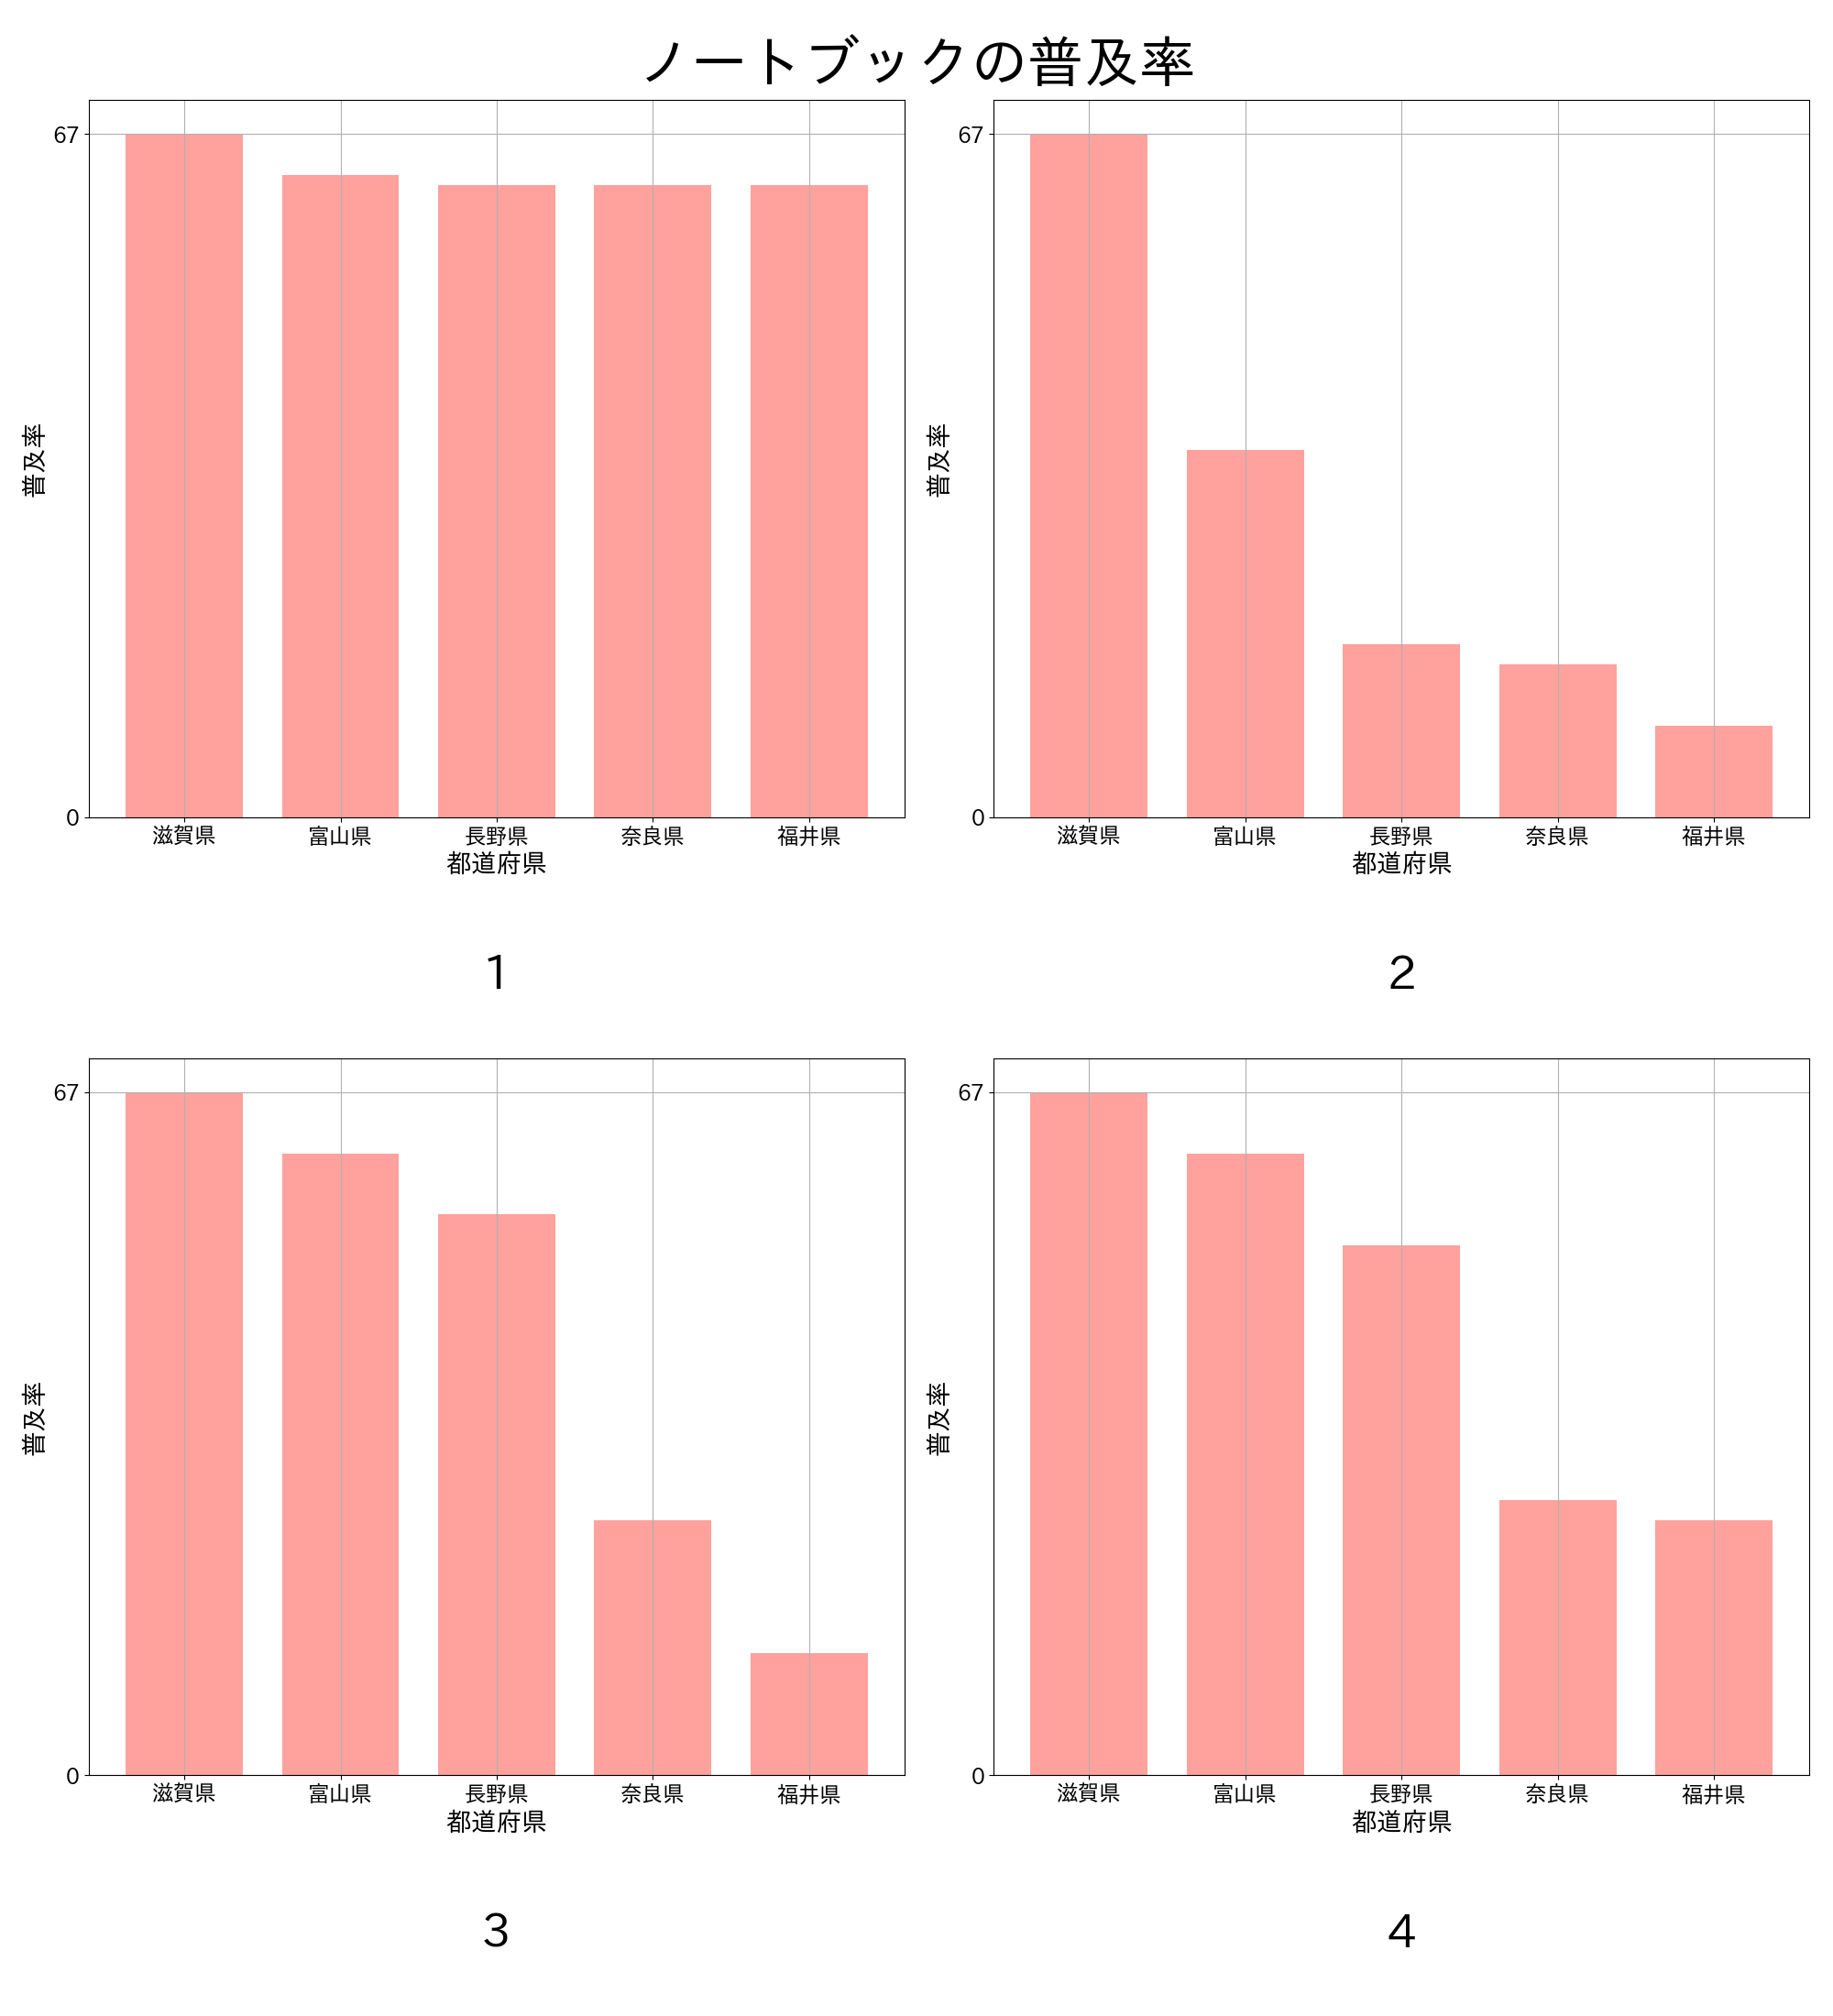 ノートブックの普及率
67
0
普及率
滋賀県 富山県 長野県 奈良県 福井県
都道府県
1
67
0
普及率
滋賀県 富山県 長野県 奈良県 福井県
都道府県
2
67
0
普及率
滋賀県 富山県 長野県 奈良県 福井県
都道府県
3
67
0
普及率
滋賀県 富山県 長野県 奈良県 福井県
都道府県
4